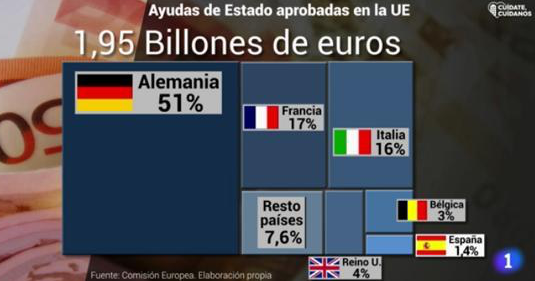 Ayudas de Estado aprobadas en la UE
CUÍDATE,
CUÍDANOS
1,95 Billones de euros
Alemania
51%
Francia
17%
Italia
16%
Resto
países
7,6%
Bélgica
3%
España
1,4%
Reino U.
4%
Fuente: Comisión Europea. Elaboración propia
1